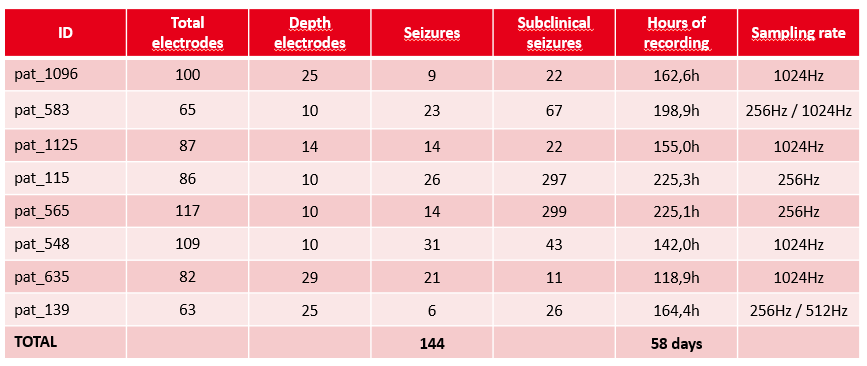 ID Total electrodes Depth electrodes Seizures Subclinical seizures Hours of recording Sampling rate
pat_1096 100 25 9 22 162,6h 1024Hz
pat_583 65 10 23 67 198,9h 256Hz / 1024Hz
pat_1125 87 14 14 22 155,0h 1024Hz
pat_115 86 10 26 297 225,3h 256Hz
pat_565 117 10 14 299 225,1h 256Hz
pat_548 109 10 31 43 142,0h 1024Hz
pat_635 82 29 21 11 118,9h 1024Hz
pat_139 63 25 6 26 164,4h 256Hz / 512Hz
TOTAL 144 58 days